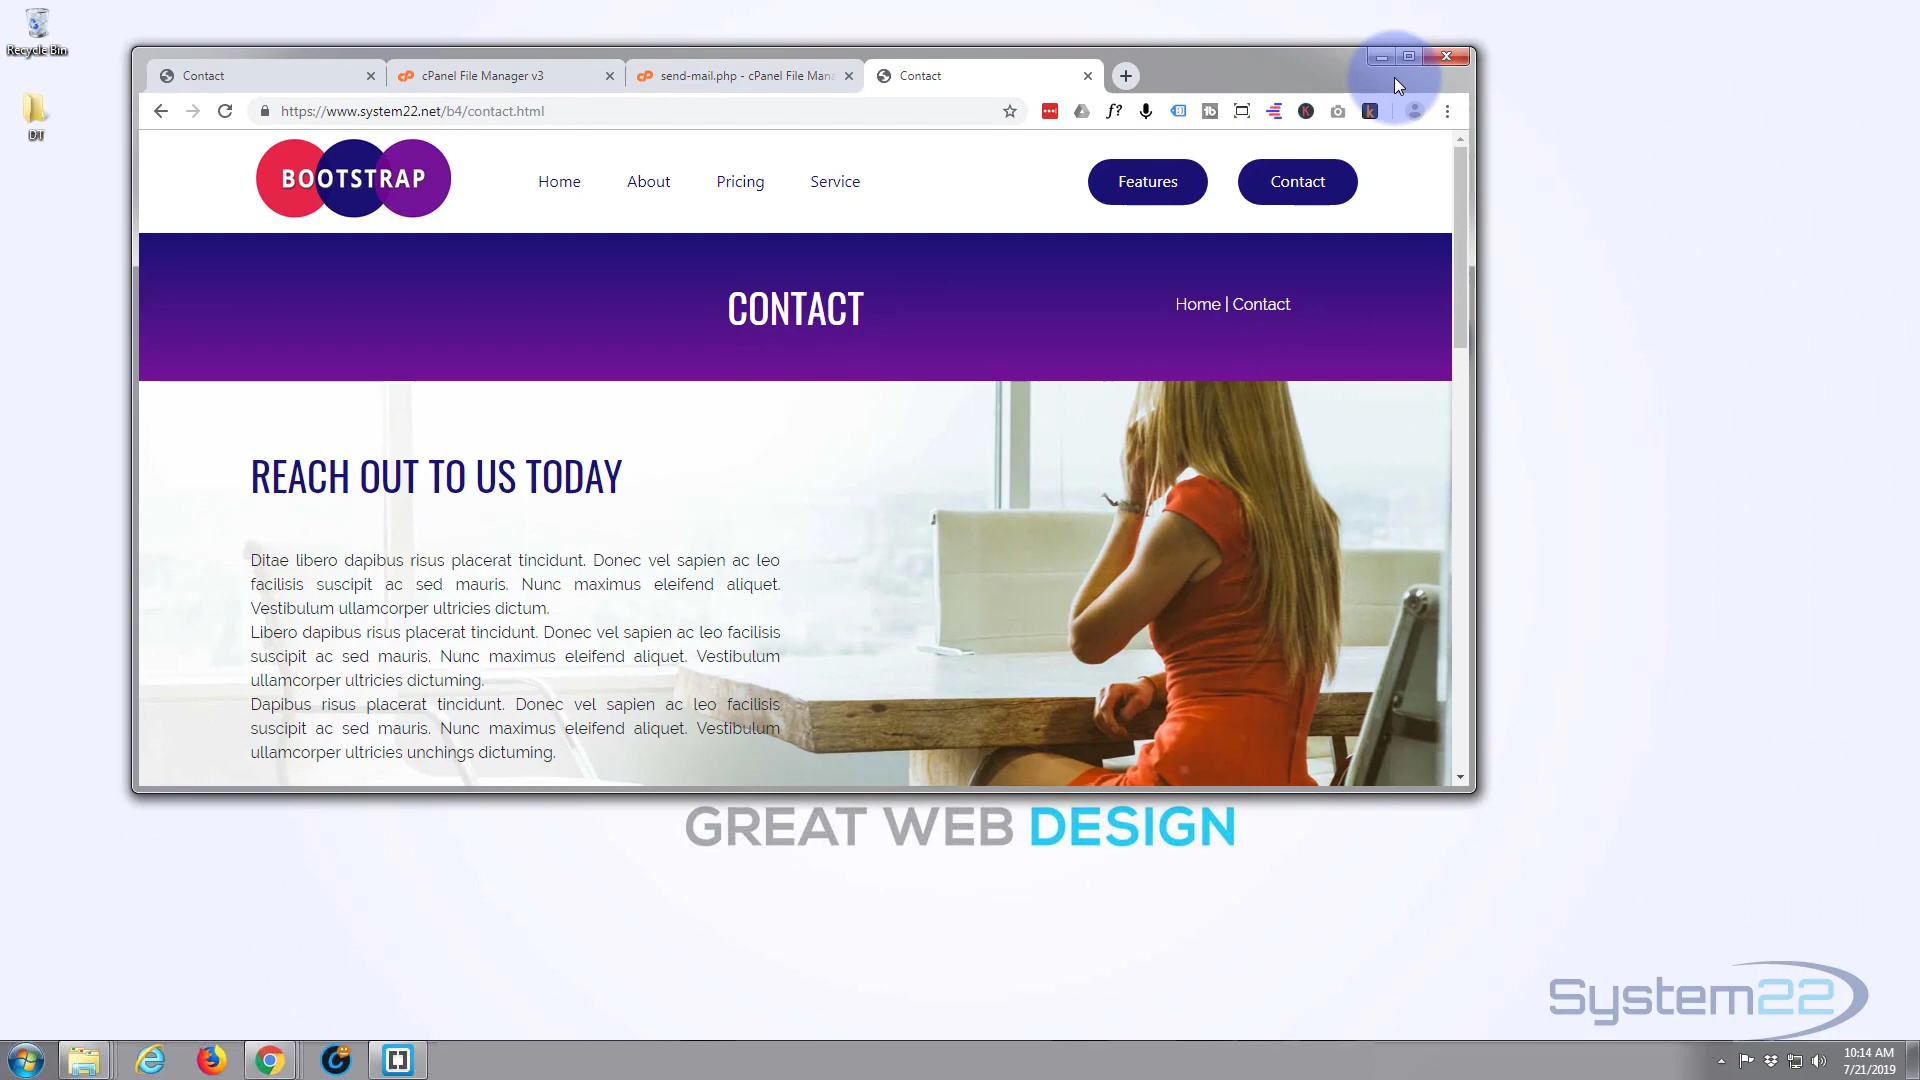 Recycle Bin
DT
Contact
cPanel File Manager v3
send-mail.php - cPanel File Mana
Contact
https://www.system22.net/b4/contact.html
BOOTSTRAP
Home
About
Pricing
Service
Features
Contact
CONTACT
Home | Contact
REACH OUT TO US TODAY
Ditae libero dapibus risus placerat tincidunt. Donec vel sapien ac leo
facilisis suscipit ac sed mauris. Nunc maximus eleifend aliquet.
Vestibulum ullamcorper ultricies dictum.
Libero dapibus risus placerat tincidunt. Donec vel sapien ac leo facilisis
suscipit ac sed mauris. Nunc maximus eleifend aliquet. Vestibulum
ullamcorper ultricies dictuming.
Dapibus risus placerat tincidunt. Donec vel sapien ac leo facilisis
suscipit ac sed mauris. Nunc maximus eleifend aliquet. Vestibulum
ullamcorper ultricies unchings dictuming.
GREAT WEB DESIGN
System22
10:14 AM
7/21/2019